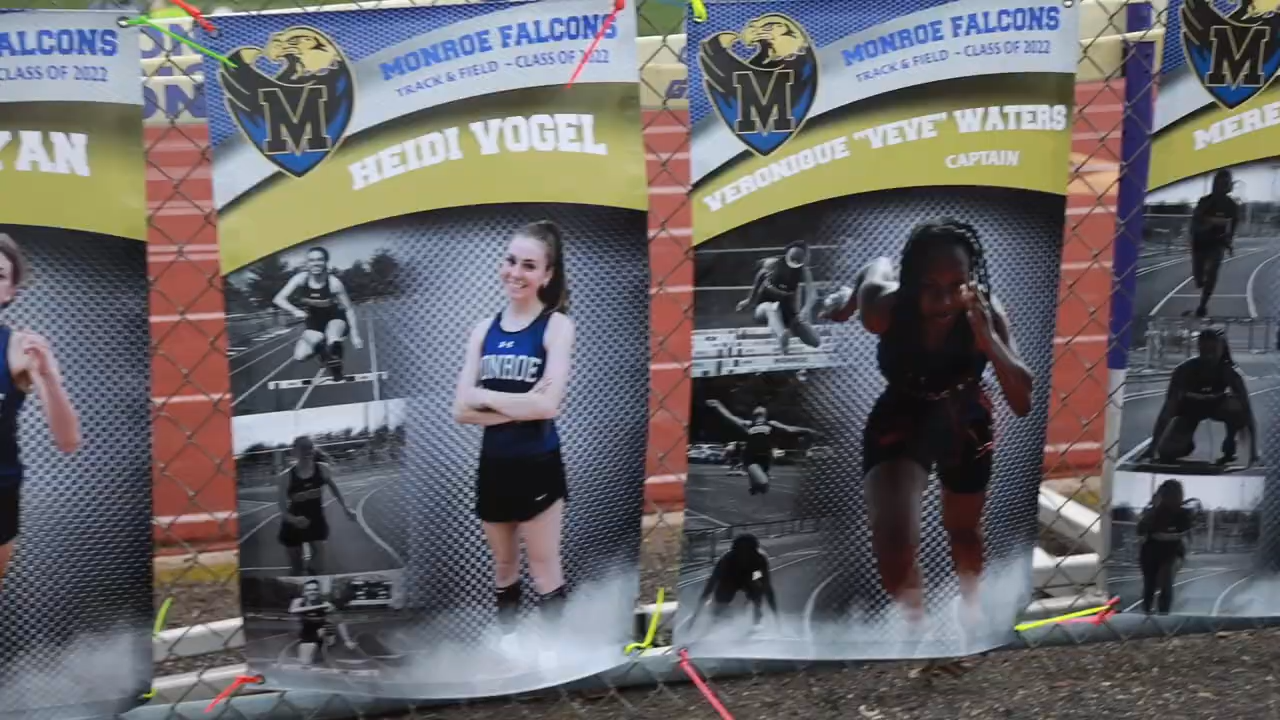 ALCONS
CLASS OF 2022
YAN
M
MONROE FALCONS
TRACK & FIELD ~ CLASS OF 2022
HEIDI VOGEL
MONROE
M
MONROE FALCONS
TRACK & FIELD ~ CLASS OF 2022
VERONIQUE "VEVE" WATERS
CAPTAIN
M
MERE